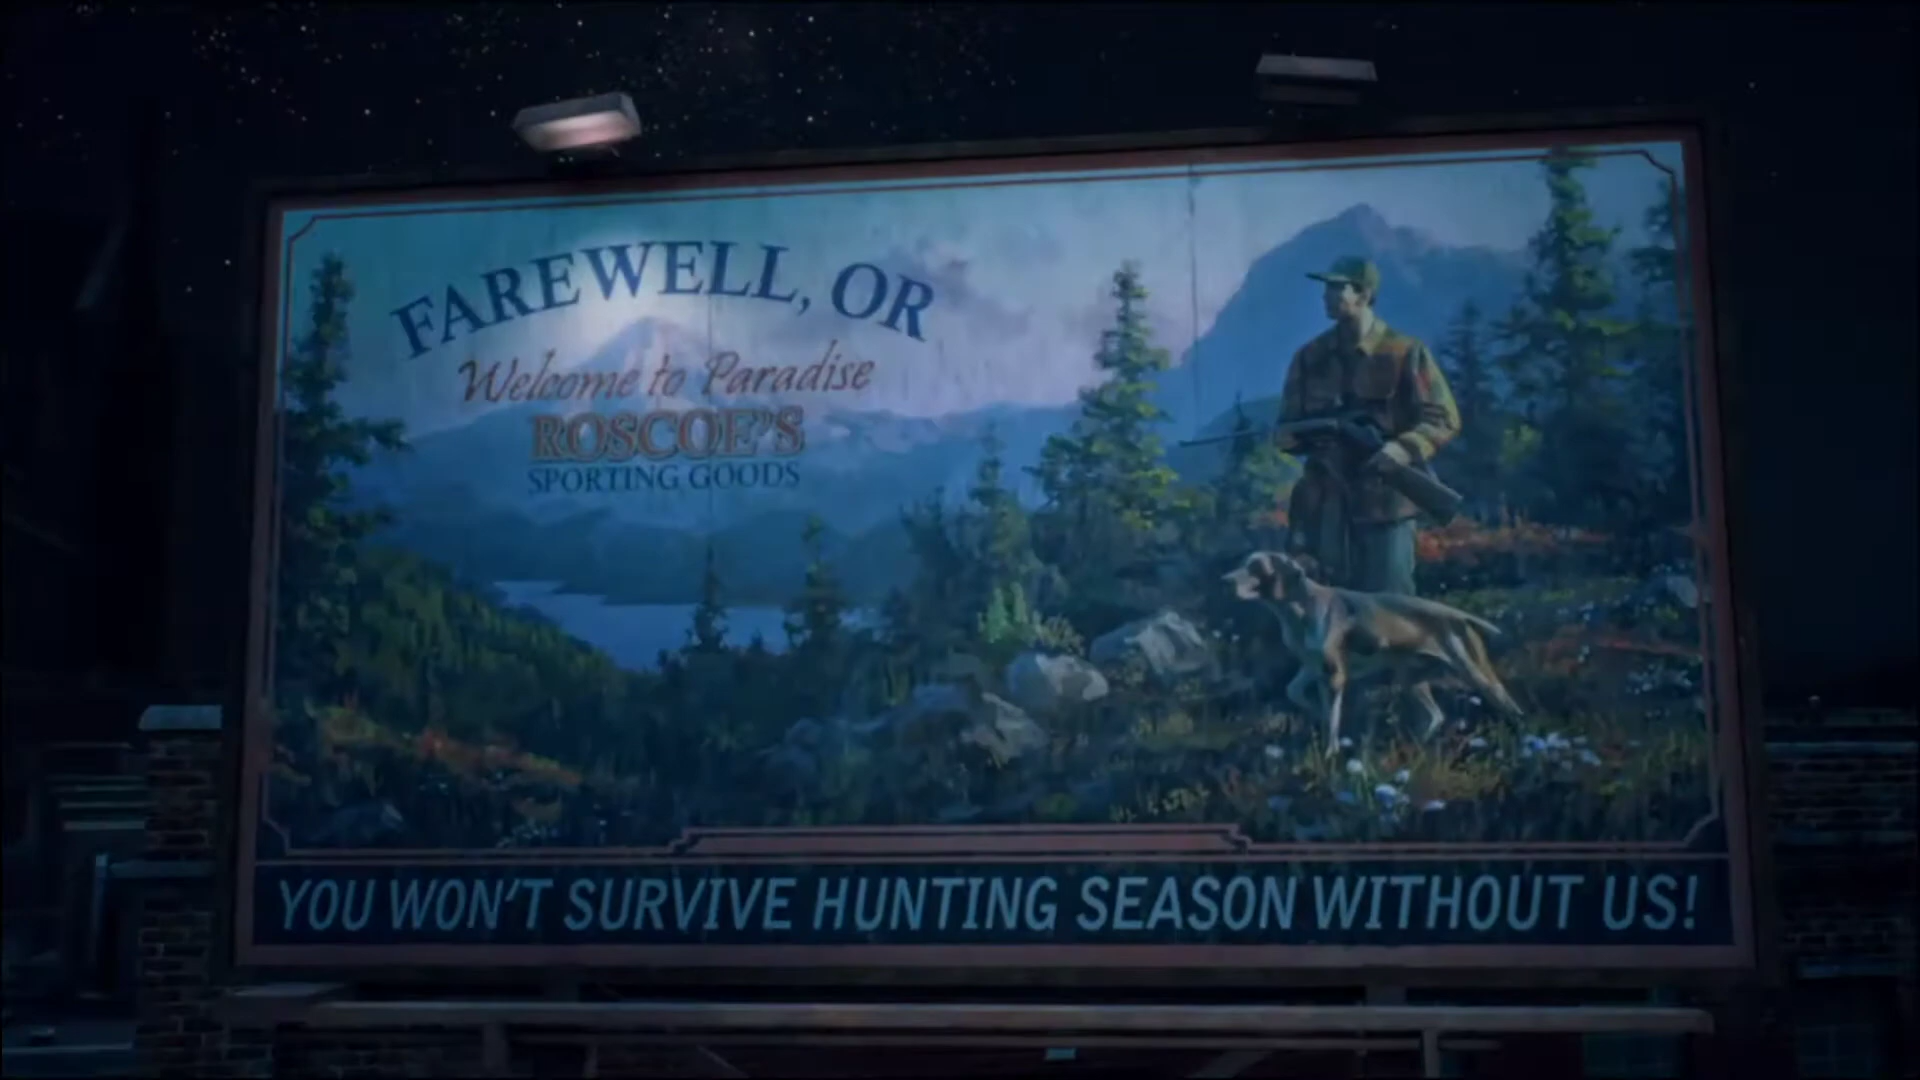 FAREWELL, OR
Welcome to Paradise
ROSCOE'S
SPORTING GOODS
YOU WON'T SURVIVE HUNTING SEASON WITHOUT US!